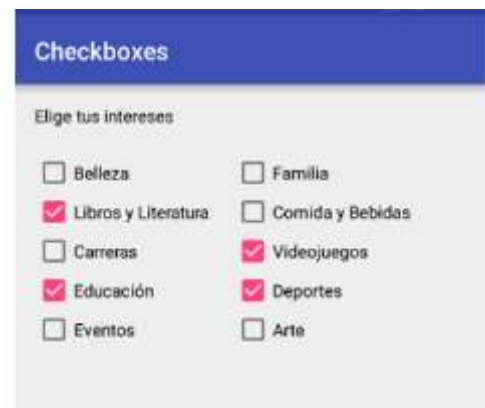 Checkboxes
Elige tus intereses
Belleza
Familia
Libros y Literatura
Comida y Bebidas
Carreras
Videojuegos
Educación
Deportes
Eventos
Arte